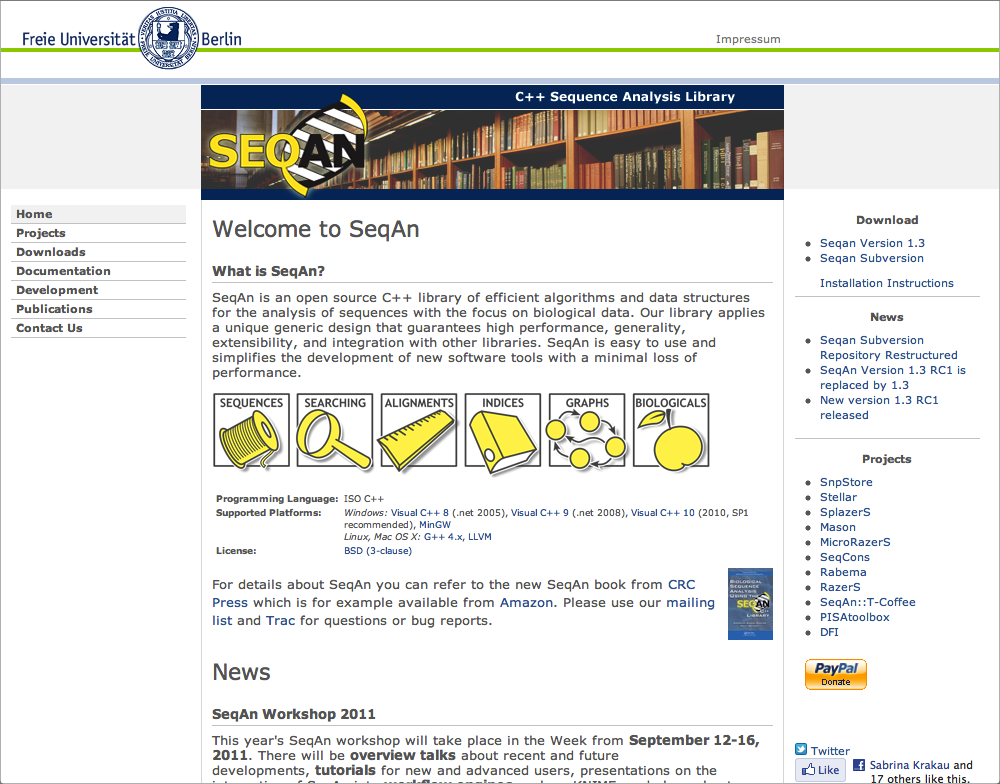 Freie Universität Berlin
Impressum
C++ Sequence Analysis Library
SEQAN
Home
Projects
Downloads
Documentation
Development
Publications
Contact Us
Welcome to SeqAn
What is SeqAn?
SeqAn is an open source C++ library of efficient algorithms and data structures
for the analysis of sequences with the focus on biological data. Our library applies
a unique generic design that guarantees high performance, generality,
extensibility, and integration with other libraries. SeqAn is easy to use and
simplifies the development of new software tools with a minimal loss of
performance.
SEQUENCES SEARCHING ALIGNMENTS INDICES GRAPHS BIOLOGICALS
Programming Language: ISO C++
Supported Platforms: Windows: Visual C++ 8 (.net 2005), Visual C++ 9 (.net 2008), Visual C++ 10 (2010, SP1
recommended), MinGW
Linux, Mac OS X: G++ 4.x, LLVM
License: BSD (3-clause)
For details about SeqAn you can refer to the new SeqAn book from CRC
Press which is for example available from Amazon. Please use our mailing
list and Trac for questions or bug reports.
BIOLOGICAL
SEQUENCE
ANALYSIS
USING THE
SEQAN
LIBRARY
News
SeqAn Workshop 2011
This year's SeqAn workshop will take place in the Week from September 12-16,
2011. There will be overview talks about recent and future
developments, tutorials for new and advanced users, presentations on the
Download
Seqan Version 1.3
Seqan Subversion
Installation Instructions
News
Seqan Subversion
Repository Restructured
SeqAn Version 1.3 RC1 is
replaced by 1.3
New version 1.3 RC1
released
Projects
SnpStore
Stellar
SplazerS
Mason
MicroRazerS
SeqCons
Rabema
RazerS
SeqAn::T-Coffee
PISAtoolbox
DFI
PayPal
Donate
Twitter
Like
Sabrina Krakau and
17 others like this.